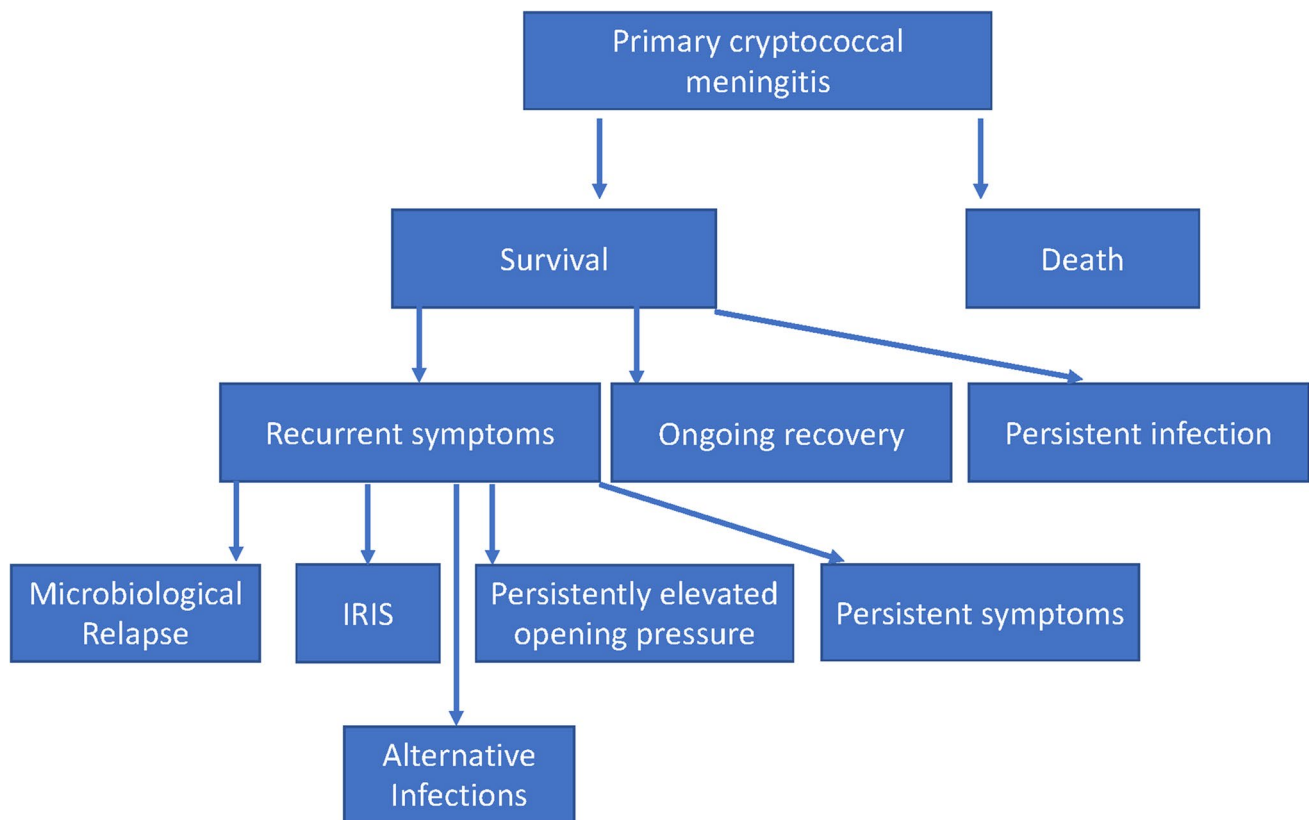 Primary cryptococcal
meningitis
Survival
Death
Recurrent symptoms
Ongoing recovery
Persistent infection
Microbiological
Relapse
IRIS
Persistently elevated
opening pressure
Persistent symptoms
Alternative
Infections